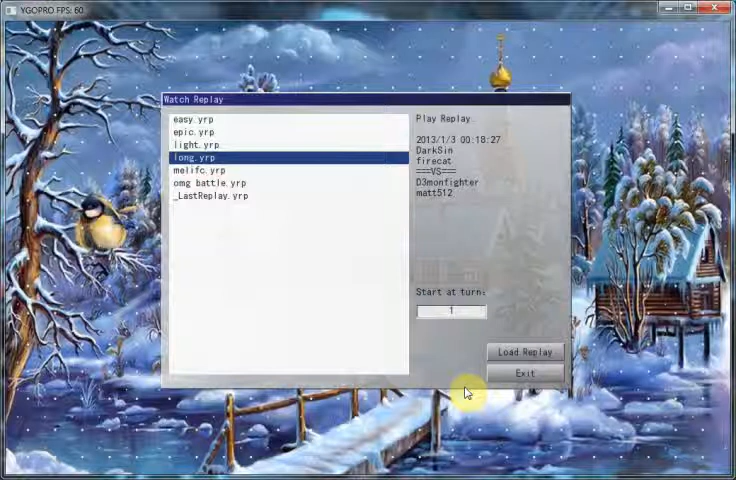 YGOPRO FPS: 60
Watch Replay
easy.yrp
epic.yrp
light.yrp
long.yrp
melifc.yrp
omg battle.yrp
_LastReplay.yrp
Play Replay
2013/1/3 00:18:27
DarkSin
firecat
===VS===
D3monfighter
matt512
Start at turn:
1
Load Replay
Exit